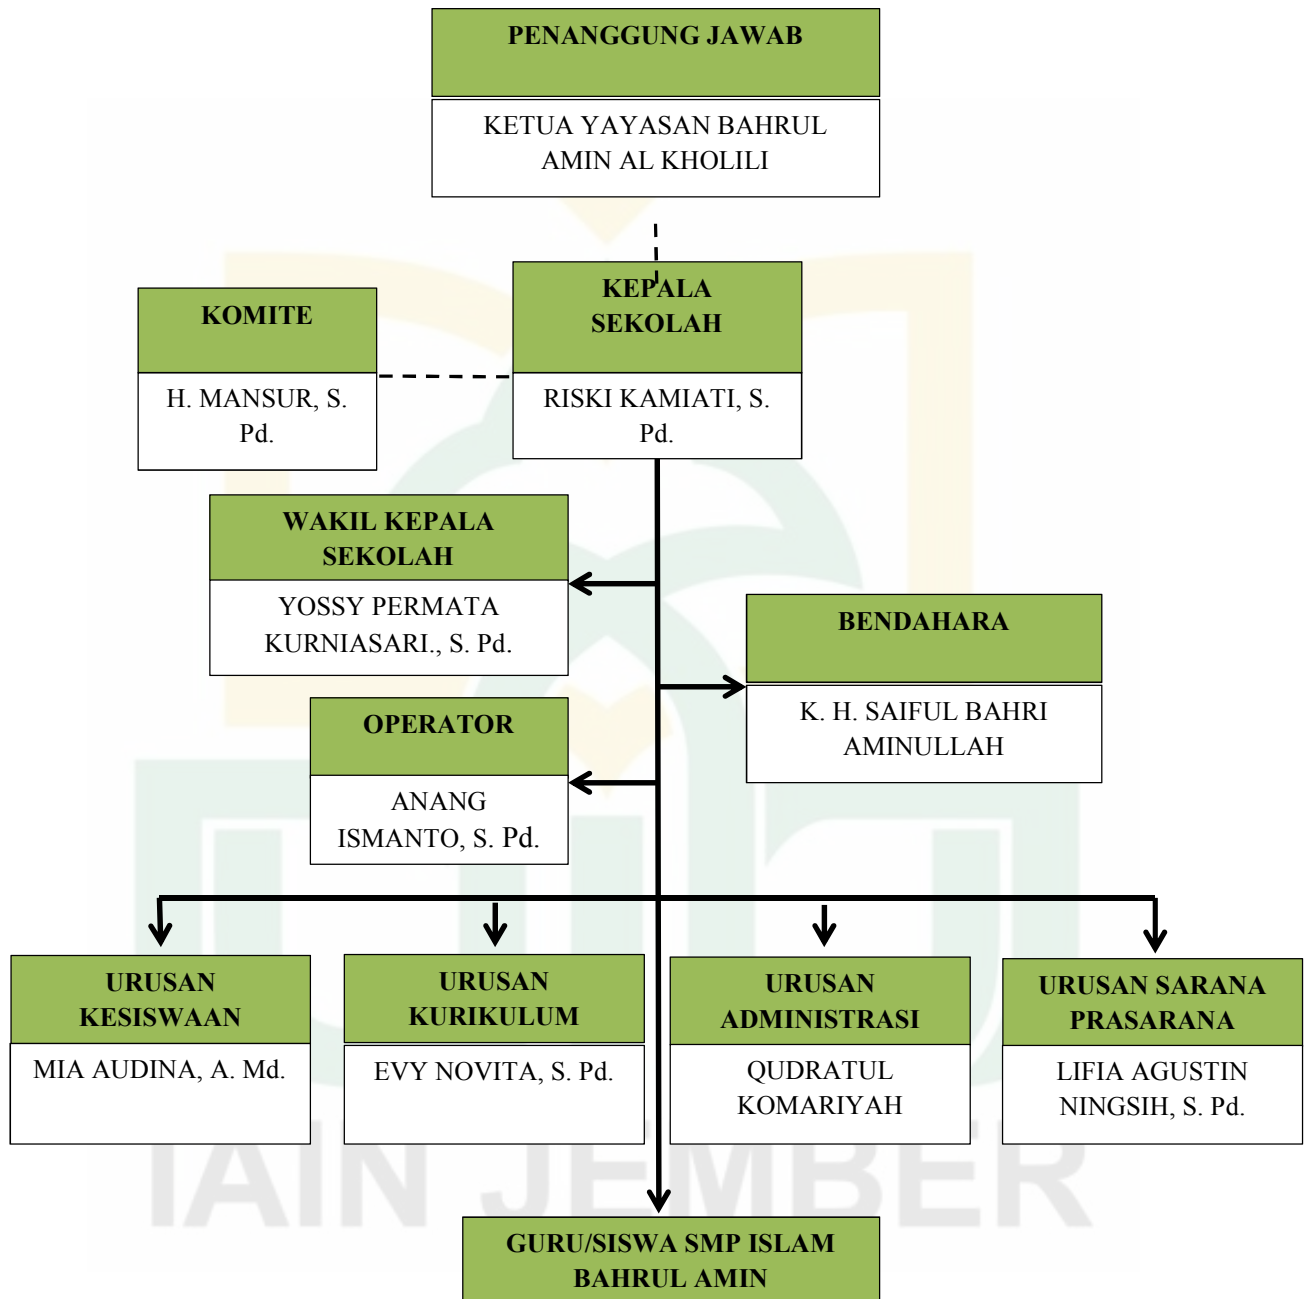 PENANGGUNG JAWAB
KETUA YAYASAN BAHRUL
AMIN AL KHOLILI
KOMITE
H. MANSUR, S.
Pd.
KEPALA
SEKOLAH
RISKI KAMIATI, S.
Pd.
WAKIL KEPALA
SEKOLAH
YOSSY PERMATA
KURNIASARI., S. Pd.
BENDAHARA
K. H. SAIFUL BAHRI
AMINULLAH
OPERATOR
ANANG
ISMANTO, S. Pd.
URUSAN
KESISWAAN
MIA AUDINA, A. Md.
URUSAN
KURIKULUM
EVY NOVITA, S. Pd.
URUSAN
ADMINISTRASI
QUDRATUL
KOMARIYAH
URUSAN SARANA
PRASARANA
LIFIA AGUSTIN
NINGSIH, S. Pd.
IAIN JEMBER
GURU/SISWA SMP ISLAM
BAHRUL AMIN